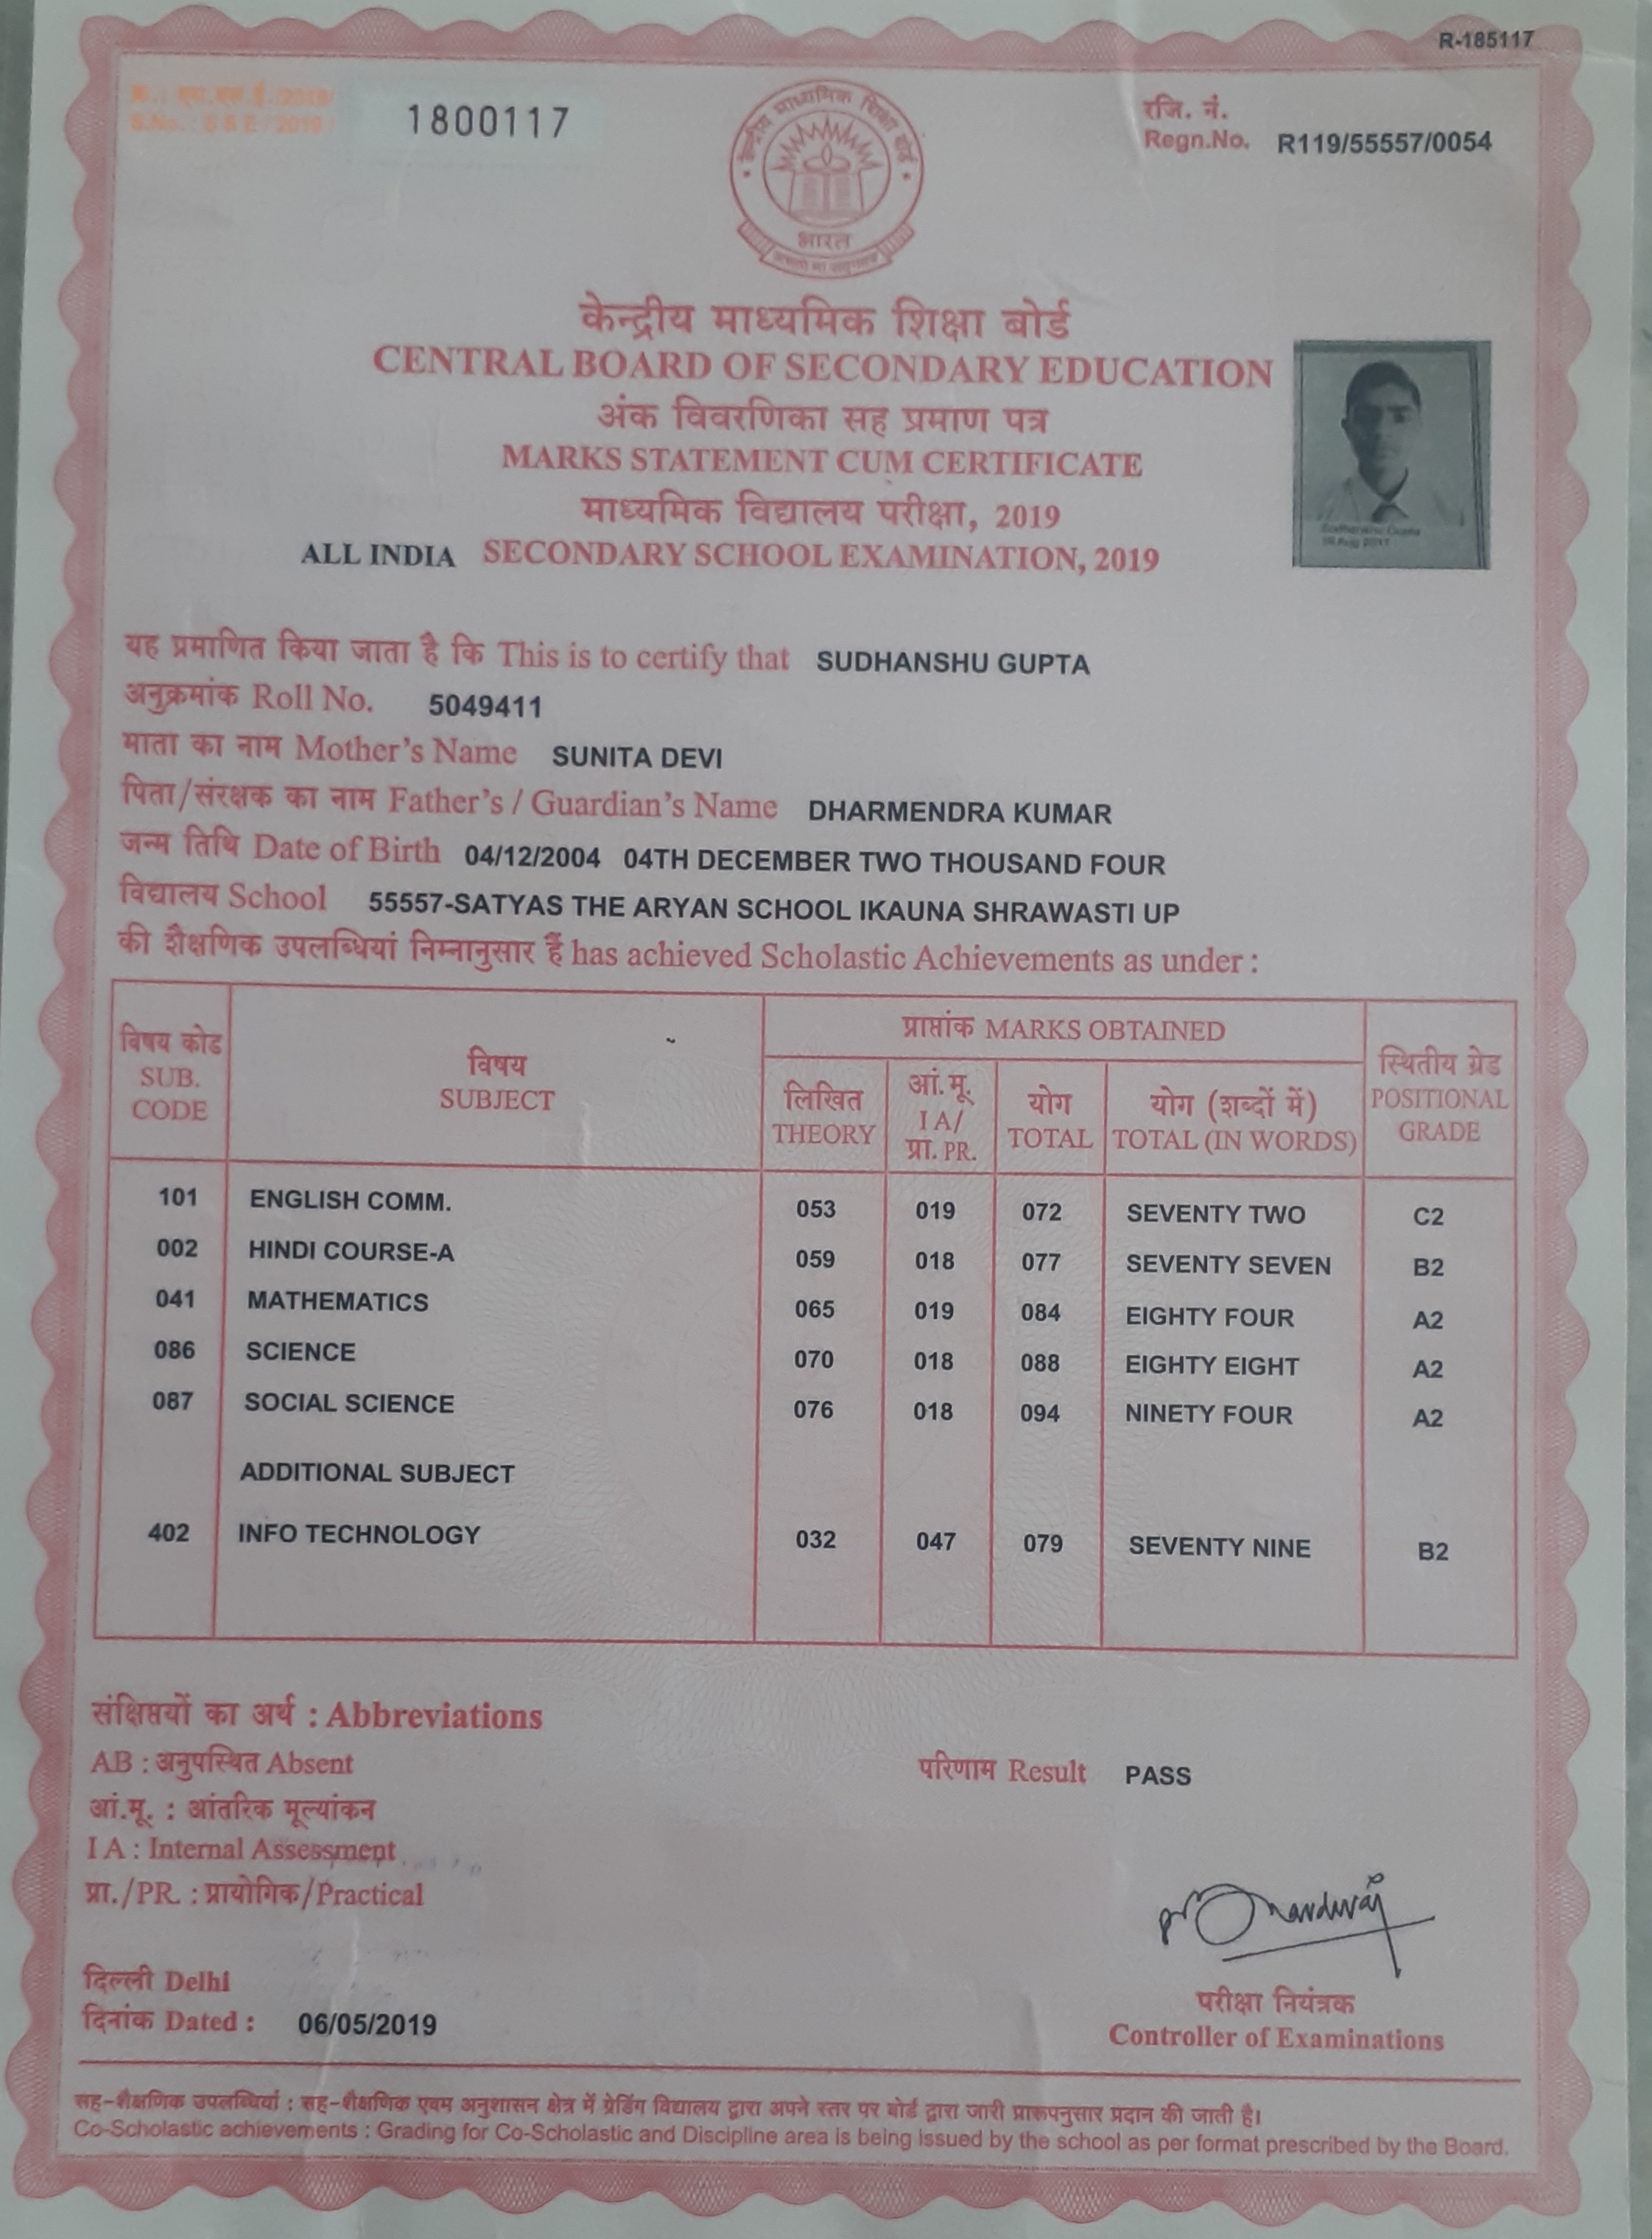 R-185117
क्र. : एस.एस.ई./2019/
S.No. : SSE/2019/
1800117
रजि. नं.
Regn.No. R119/55557/0054
केन्द्रीय माध्यमिक शिक्षा बोर्ड
भारत
केन्द्रीय माध्यमिक शिक्षा बोर्ड
CENTRAL BOARD OF SECONDARY EDUCATION
अंक विवरणिका सह प्रमाण पत्र
MARKS STATEMENT CUM CERTIFICATE
माध्यमिक विद्यालय परीक्षा, 2019
ALL INDIA SECONDARY SCHOOL EXAMINATION, 2019
Sudhanshu Gupta
यह प्रमाणित किया जाता है कि This is to certify that SUDHANSHU GUPTA
अनुक्रमांक Roll No. 5049411
माता का नाम Mother's Name SUNITA DEVI
पिता/संरक्षक का नाम Father's / Guardian's Name DHARMENDRA KUMAR
जन्म तिथि Date of Birth 04/12/2004 04TH DECEMBER TWO THOUSAND FOUR
विद्यालय School 55557-SATYAS THE ARYAN SCHOOL IKAUNA SHRAWASTI UP
की शैक्षणिक उपलब्धियां निम्नानुसार हैं has achieved Scholastic Achievements as under :
विषय कोड
SUB.
CODE
विषय
SUBJECT
प्राप्तांक MARKS OBTAINED
लिखित
THEORY
आं.मू.
I A/
प्रा. PR.
योग
TOTAL
योग (शब्दों में)
TOTAL (IN WORDS)
स्थितीय ग्रेड
POSITIONAL
GRADE
101 ENGLISH COMM. 053 019 072 SEVENTY TWO C2
002 HINDI COURSE-A 059 018 077 SEVENTY SEVEN B2
041 MATHEMATICS 065 019 084 EIGHTY FOUR A2
086 SCIENCE 070 018 088 EIGHTY EIGHT A2
087 SOCIAL SCIENCE 076 018 094 NINETY FOUR A2
ADDITIONAL SUBJECT
402 INFO TECHNOLOGY 032 047 079 SEVENTY NINE B2
संक्षिप्तियों का अर्थ : Abbreviations
AB : अनुपस्थित Absent
परिणाम Result PASS
आं.मू. : आंतरिक मूल्यांकन
I A : Internal Assessment
प्रा./PR. : प्रायोगिक/Practical
दिल्ली Delhi
दिनांक Dated : 06/05/2019
परीक्षा नियंत्रक
Controller of Examinations
सह-शैक्षणिक उपलब्धियां : सह-शैक्षणिक एवम अनुशासन क्षेत्र में ग्रेडिंग विद्यालय द्वारा अपने स्तर पर बोर्ड द्वारा जारी प्रारूपनुसार प्रदान की जाती है।
Co-Scholastic achievements : Grading for Co-Scholastic and Discipline area is being issued by the school as per format prescribed by the Board.